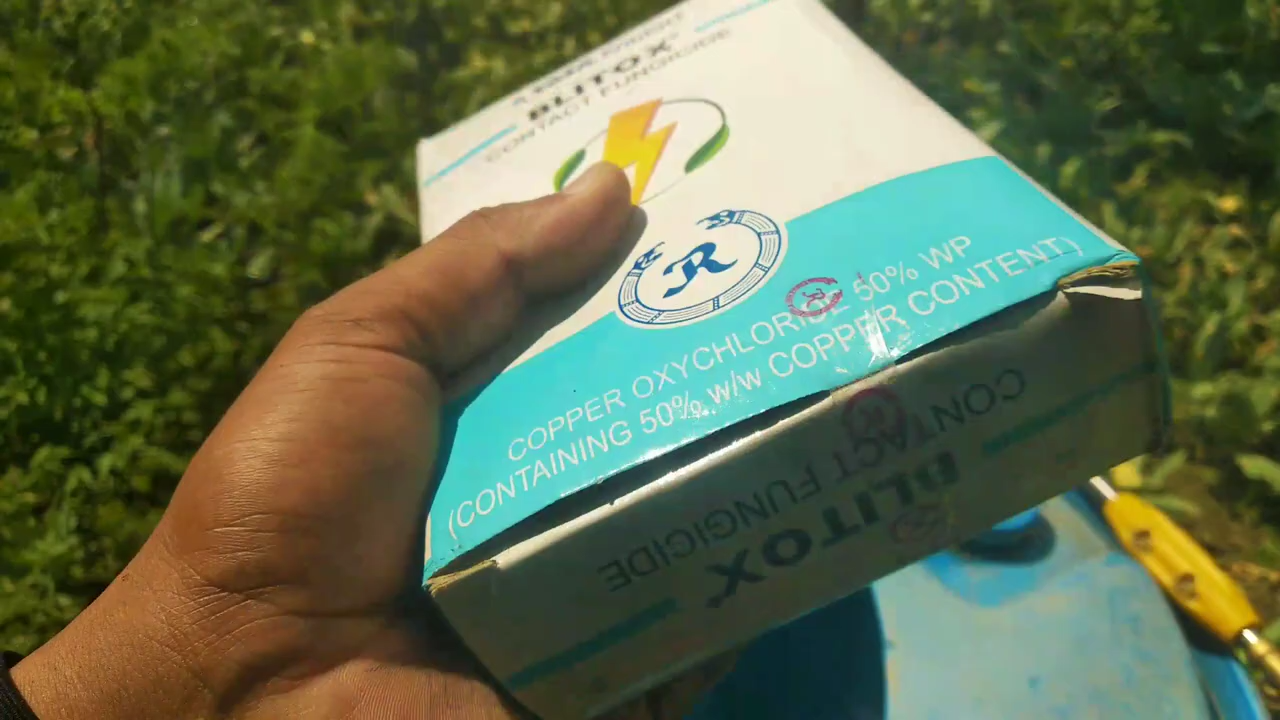 BLITOX
CONTACT FUNGICIDE
R
COPPER OXYCHLORIDE 50% WP
(CONTAINING 50% w/w COPPER CONTENT)
BLITOX
CONTACT FUNGICIDE